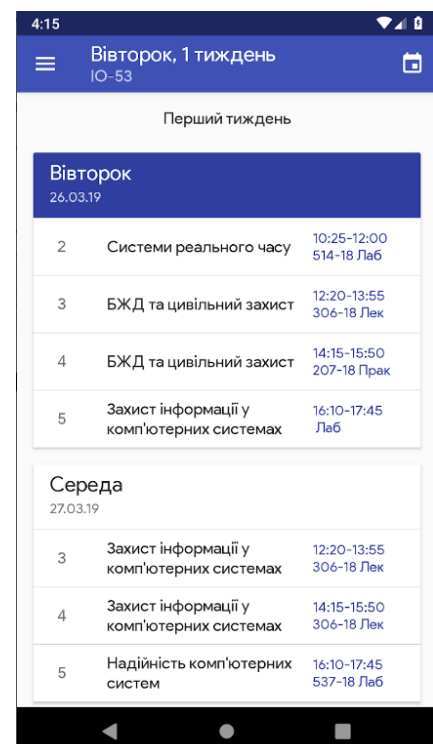 4:15
Вівторок, 1 тиждень
ІО-53
Перший тиждень
Вівторок
26.03.19
2 Системи реального часу 10:25-12:00
514-18 Лаб
3 БЖД та цивільний захист 12:20-13:55
306-18 Лек
4 БЖД та цивільний захист 14:15-15:50
207-18 Прак
5 Захист інформації у 16:10-17:45
комп'ютерних системах Лаб
Середа
27.03.19
3 Захист інформації у 12:20-13:55
комп'ютерних системах 306-18 Лек
4 Захист інформації у 14:15-15:50
комп'ютерних системах 306-18 Лек
5 Надійність комп'ютерних 16:10-17:45
систем 537-18 Лаб